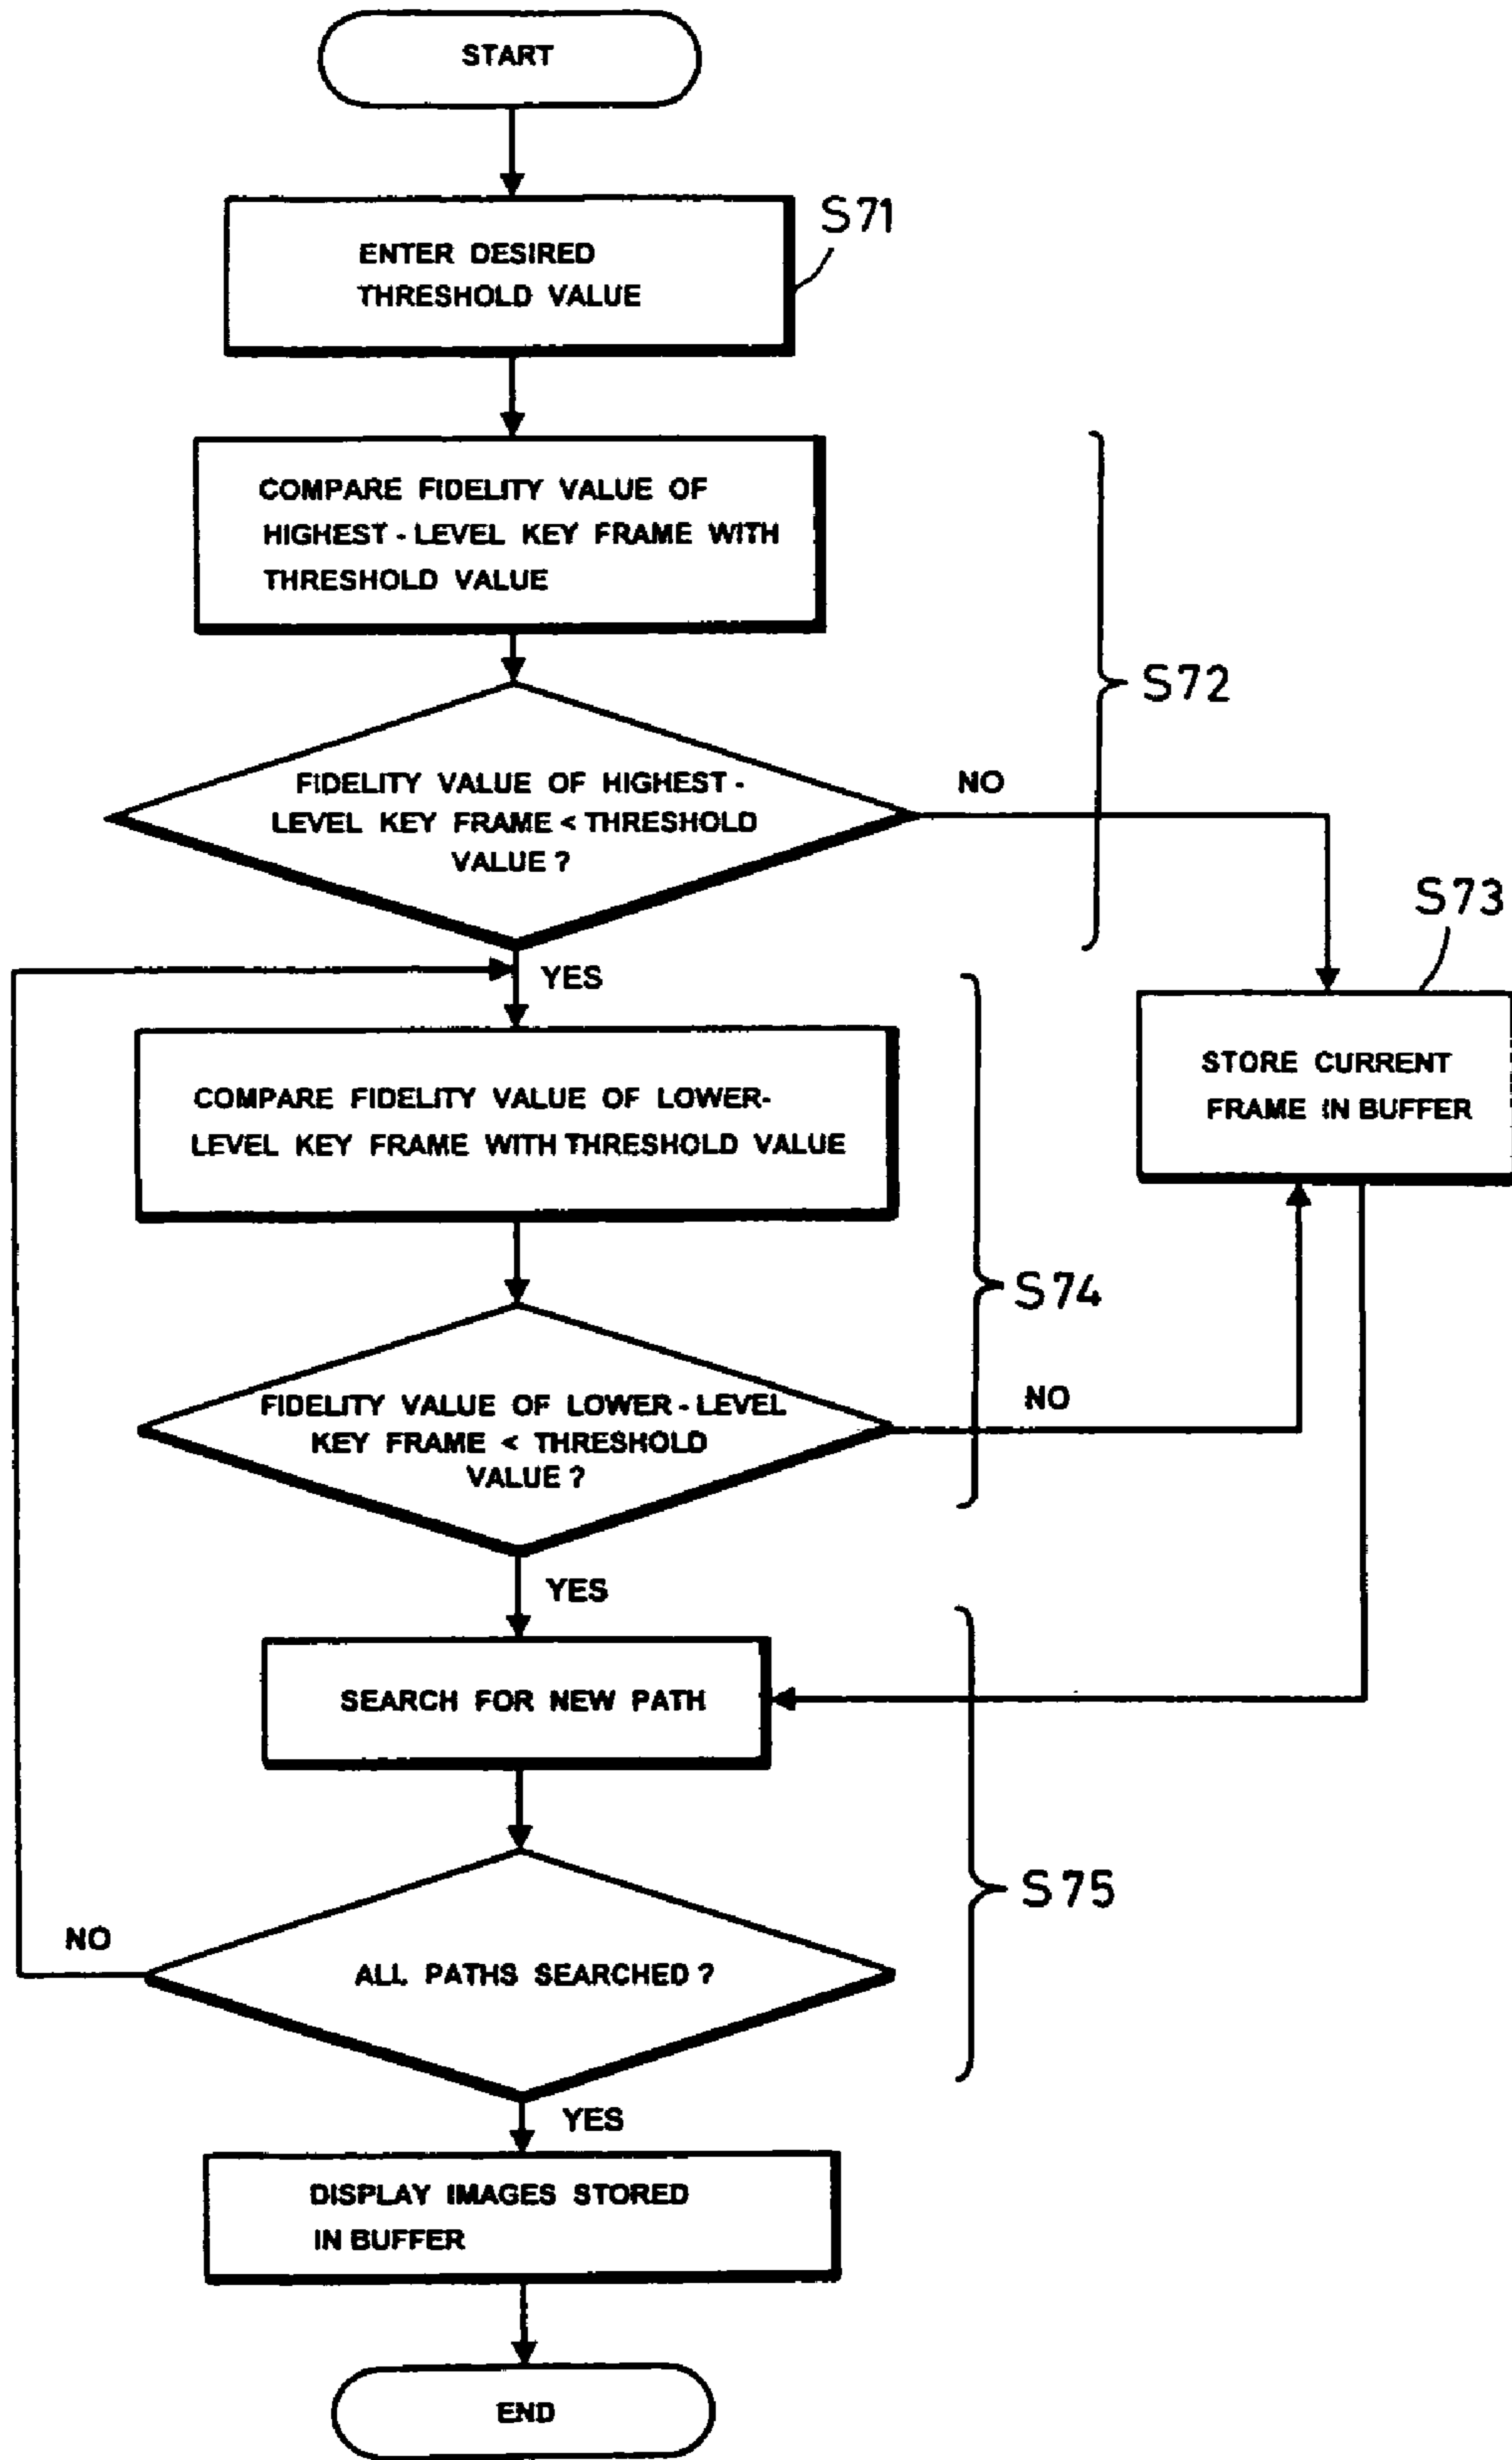 START
S71
ENTER DESIRED
THRESHOLD VALUE
COMPARE FIDELITY VALUE OF
HIGHEST - LEVEL KEY FRAME WITH
THRESHOLD VALUE
S72
FIDELITY VALUE OF HIGHEST -
LEVEL KEY FRAME < THRESHOLD
VALUE ?
NO
S73
YES
STORE CURRENT
FRAME IN BUFFER
COMPARE FIDELITY VALUE OF LOWER-
LEVEL KEY FRAME WITH THRESHOLD VALUE
S74
FIDELITY VALUE OF LOWER - LEVEL
KEY FRAME < THRESHOLD
VALUE ?
NO
YES
SEARCH FOR NEW PATH
S75
NO
ALL PATHS SEARCHED ?
YES
DISPLAY IMAGES STORED
IN BUFFER
END